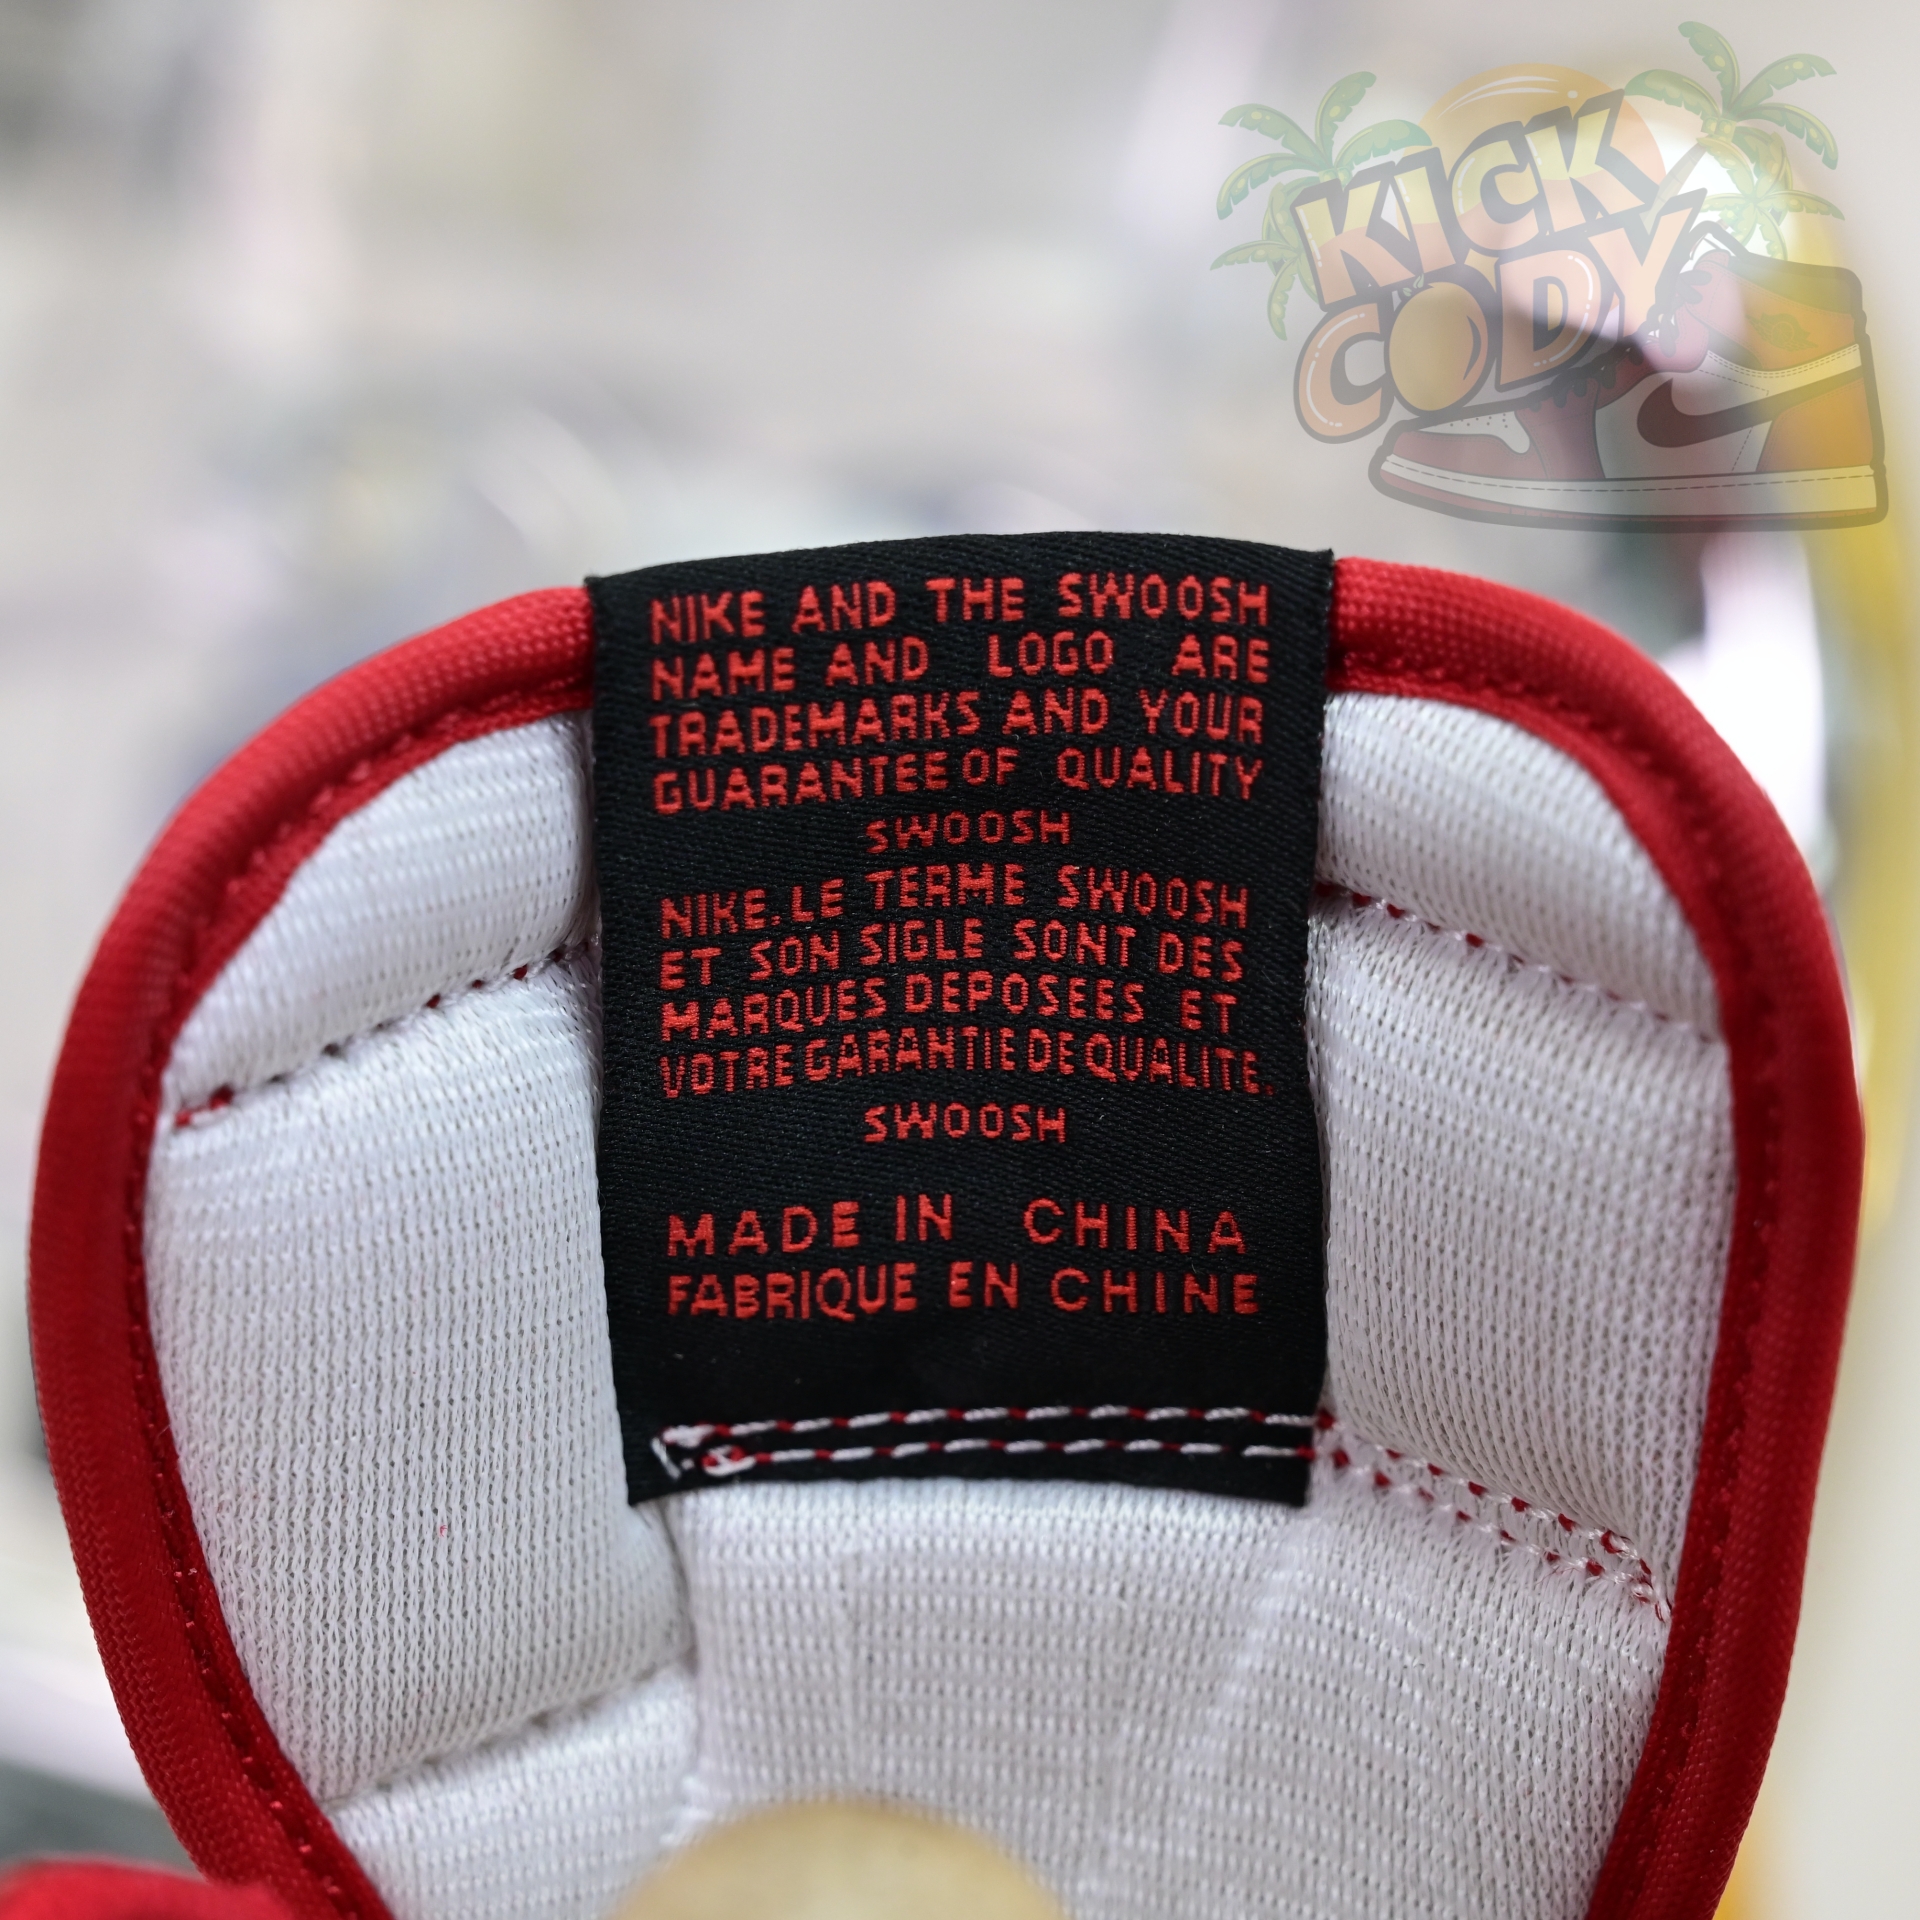 KICK
CODY
NIKE AND THE SWOOSH
NAME AND LOGO ARE
TRADEMARKS AND YOUR
GUARANTEE OF QUALITY
SWOOSH
NIKE.LE TERME SWOOSH
ET SON SIGLE SONT DES
MARQUES DEPOSEES ET
VOTRE GARAHTIE DE QUALITE.
SWOOSH
MADE IN CHINA
FABRIQUE EN CHINE